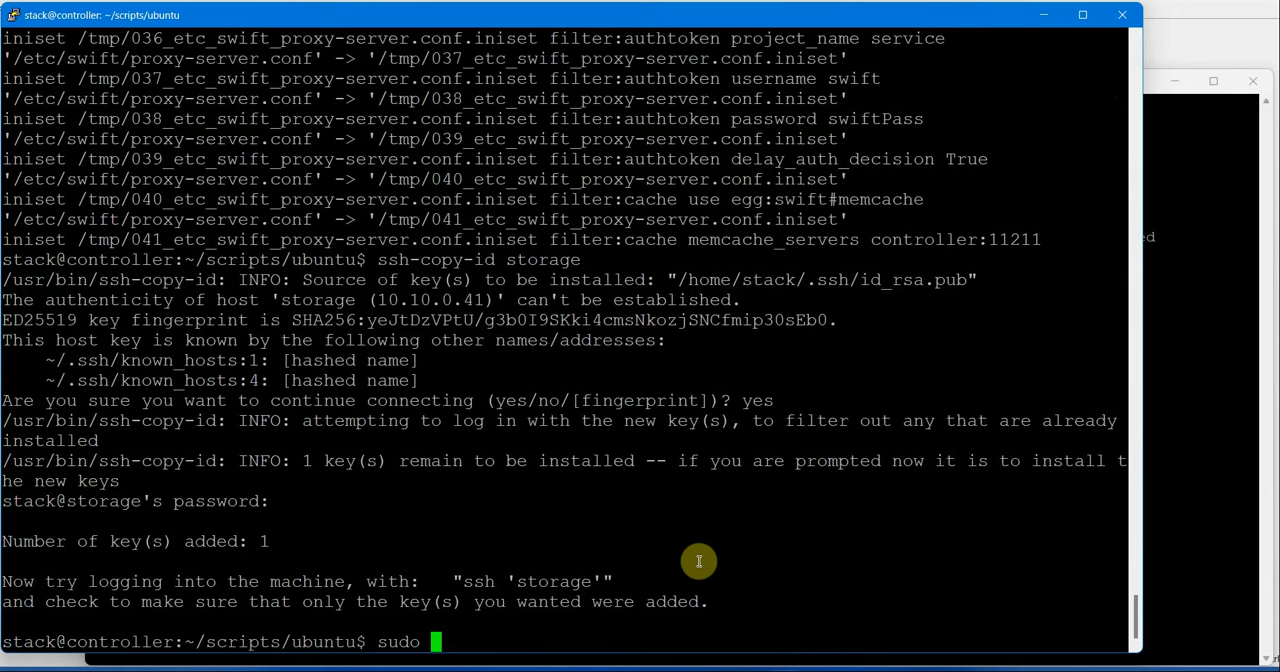 stack@controller: ~/scripts/ubuntu
iniset /tmp/036_etc_swift_proxy-server.conf.iniset filter:authtoken project_name service
'/etc/swift/proxy-server.conf' -> '/tmp/037_etc_swift_proxy-server.conf.iniset'
iniset /tmp/037_etc_swift_proxy-server.conf.iniset filter:authtoken username swift
'/etc/swift/proxy-server.conf' -> '/tmp/038_etc_swift_proxy-server.conf.iniset'
iniset /tmp/038_etc_swift_proxy-server.conf.iniset filter:authtoken password swiftPass
'/etc/swift/proxy-server.conf' -> '/tmp/039_etc_swift_proxy-server.conf.iniset'
iniset /tmp/039_etc_swift_proxy-server.conf.iniset filter:authtoken delay_auth_decision True
'/etc/swift/proxy-server.conf' -> '/tmp/040_etc_swift_proxy-server.conf.iniset'
iniset /tmp/040_etc_swift_proxy-server.conf.iniset filter:cache use egg:swift#memcache
'/etc/swift/proxy-server.conf' -> '/tmp/041_etc_swift_proxy-server.conf.iniset'
iniset /tmp/041_etc_swift_proxy-server.conf.iniset filter:cache memcache_servers controller:11211
stack@controller:~/scripts/ubuntu$ ssh-copy-id storage
/usr/bin/ssh-copy-id: INFO: Source of key(s) to be installed: "/home/stack/.ssh/id_rsa.pub"
The authenticity of host 'storage (10.10.0.41)' can't be established.
ED25519 key fingerprint is SHA256:yeJtDzVPtU/g3b0I9SKki4cmsNkozjSNCfmip30sEb0.
This host key is known by the following other names/addresses:
~/.ssh/known_hosts:1: [hashed name]
~/.ssh/known_hosts:4: [hashed name]
Are you sure you want to continue connecting (yes/no/[fingerprint])? yes
/usr/bin/ssh-copy-id: INFO: attempting to log in with the new key(s), to filter out any that are already
installed
/usr/bin/ssh-copy-id: INFO: 1 key(s) remain to be installed -- if you are prompted now it is to install t
he new keys
stack@storage's password:
Number of key(s) added: 1
Now try logging into the machine, with: "ssh 'storage'"
and check to make sure that only the key(s) you wanted were added.
stack@controller:~/scripts/ubuntu$ sudo
ed